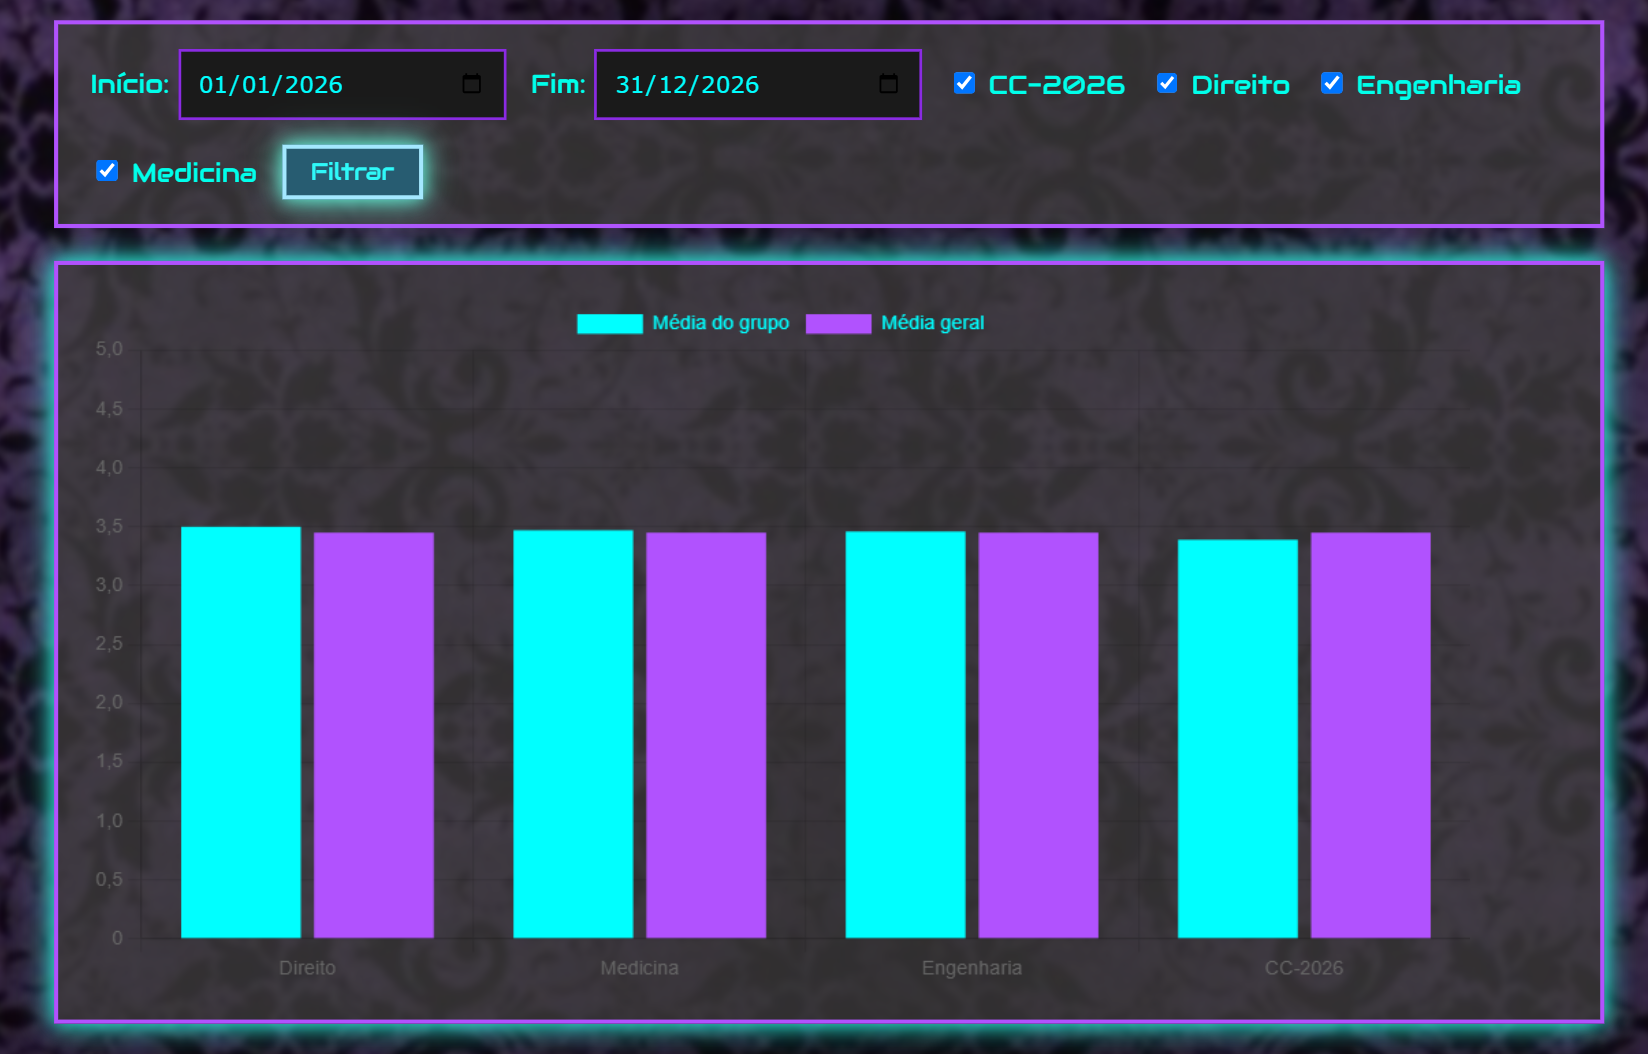 Início: 01/01/2026 Fim: 31/12/2026 CC-2026 Direito Engenharia
Medicina Filtrar
Média do grupo Média geral
5,0
4,5
4,0
3,5
3,0
2,5
2,0
1,5
1,0
0,5
0
Direito Medicina Engenharia CC-2026